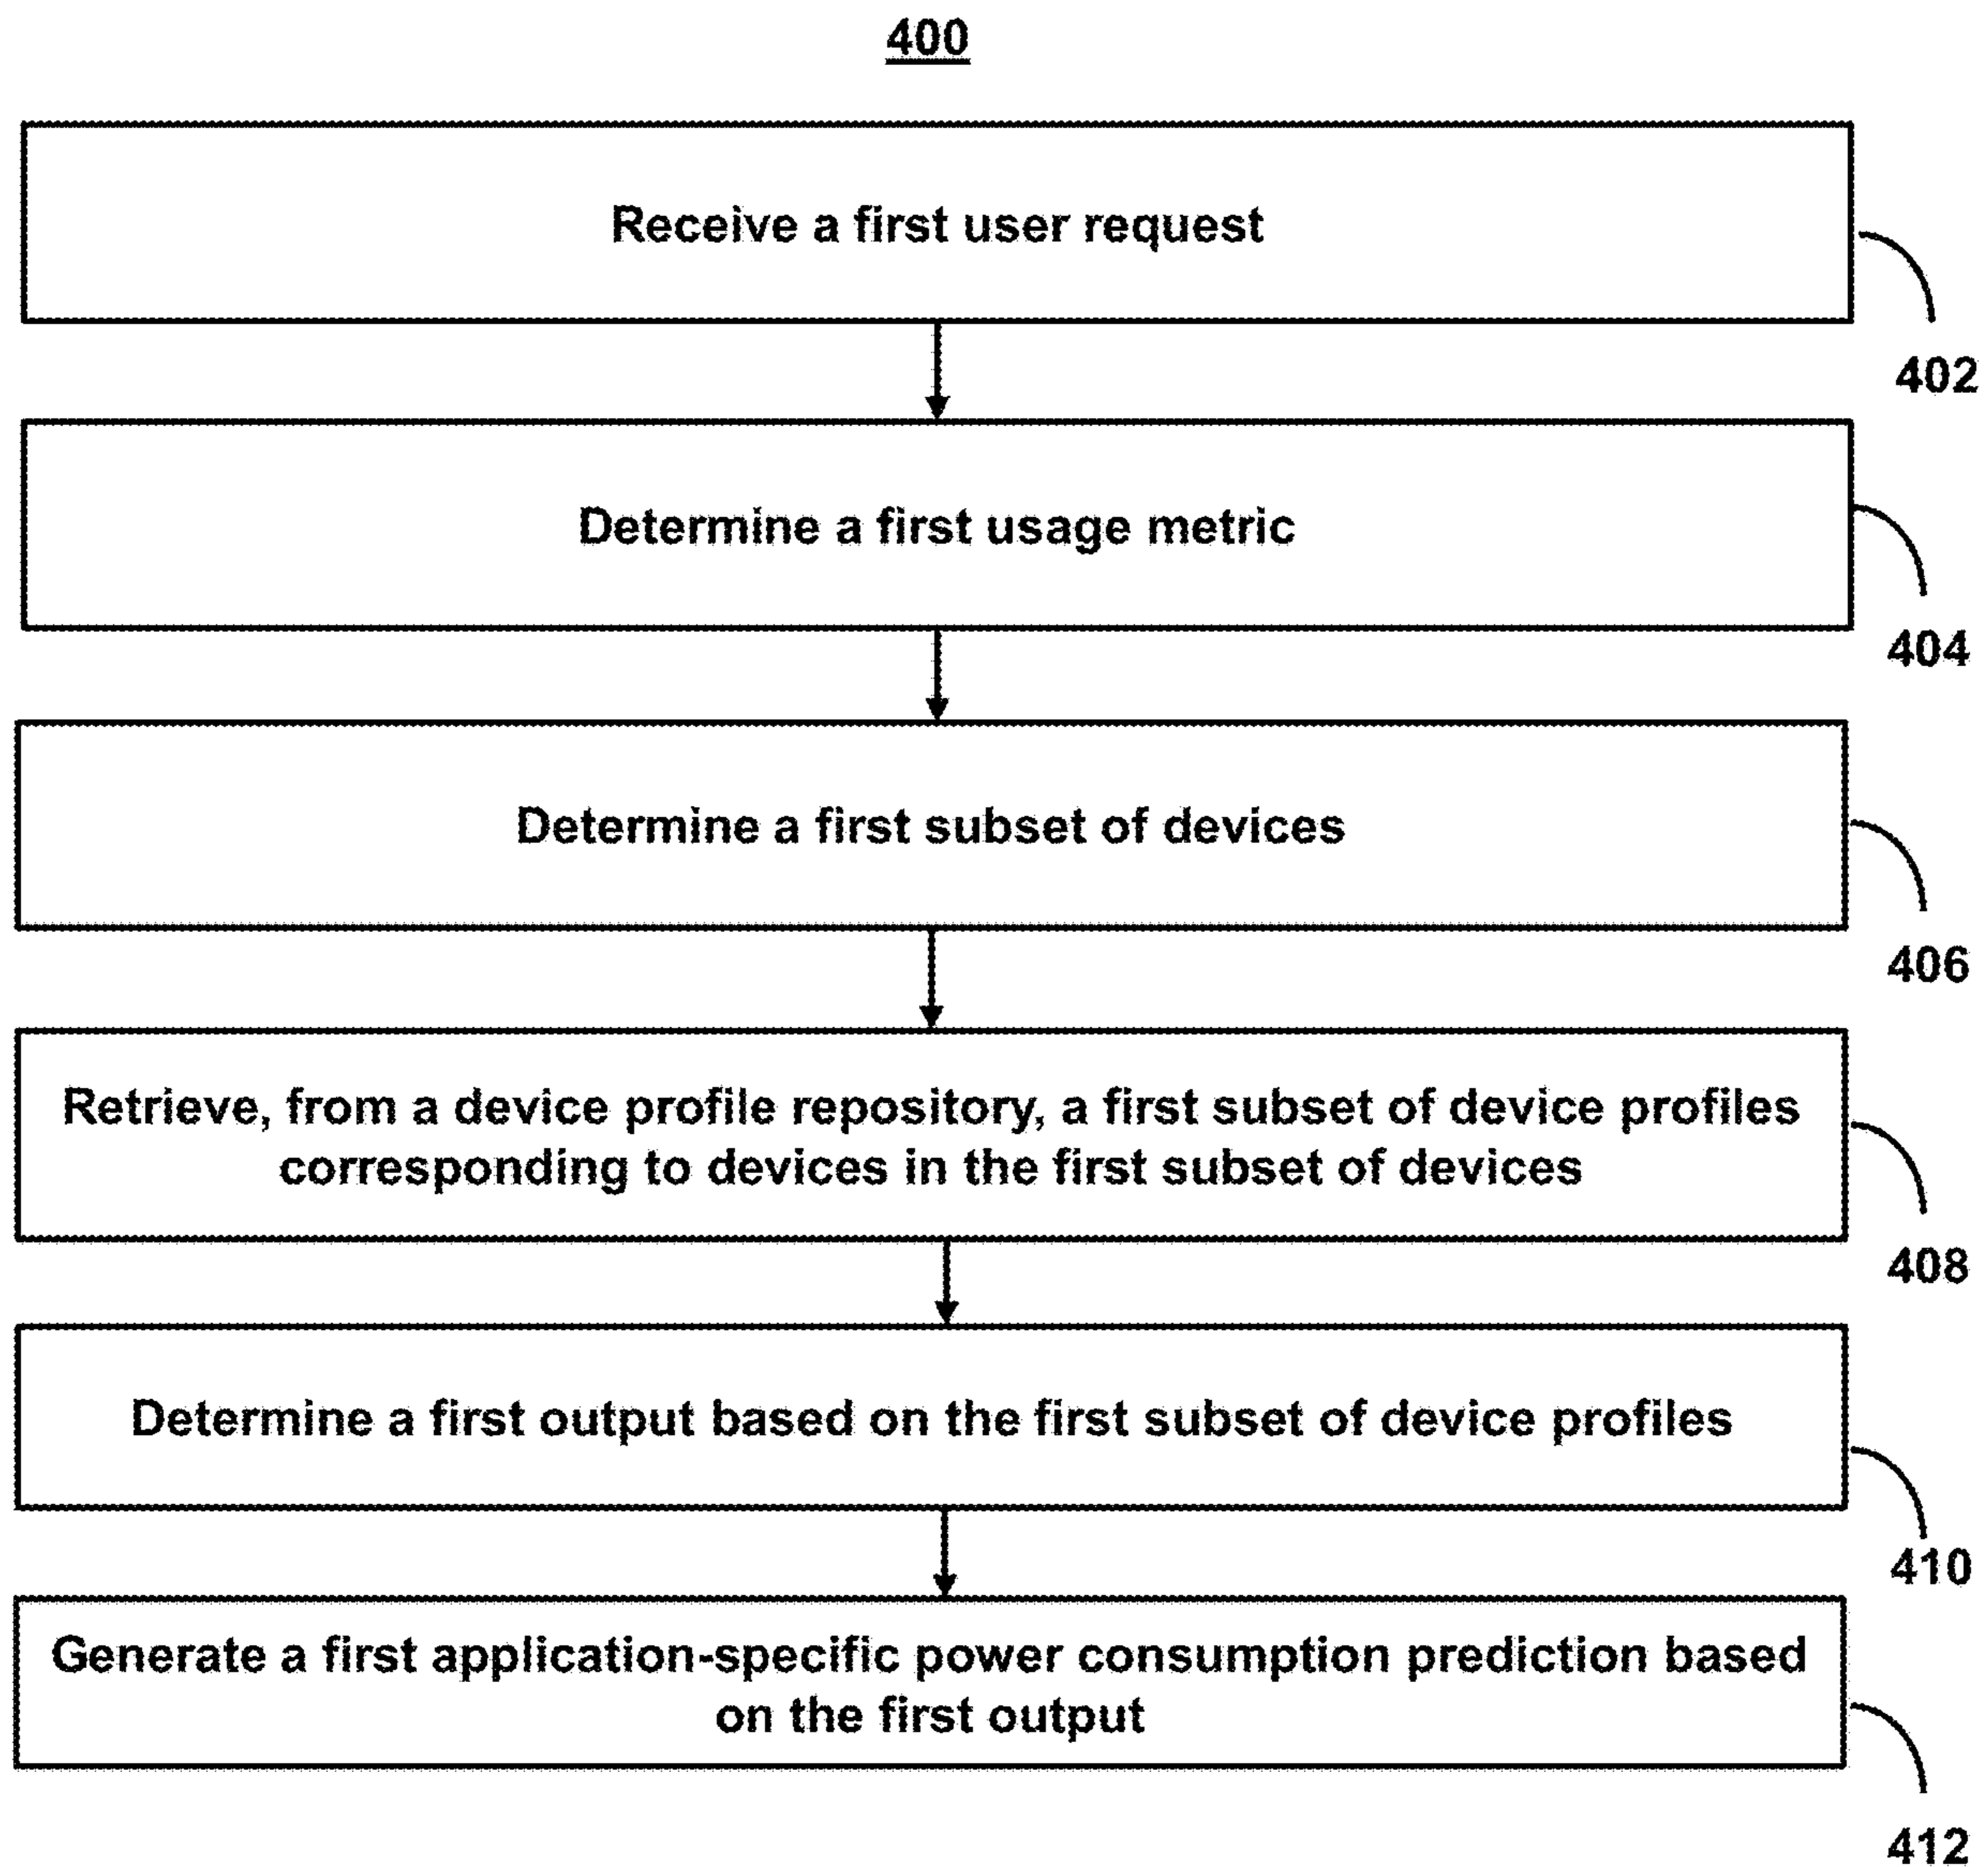 400
Receive a first user request
402
Determine a first usage metric
404
Determine a first subset of devices
406
Retrieve, from a device profile repository, a first subset of device profiles
corresponding to devices in the first subset of devices
408
Determine a first output based on the first subset of device profiles
410
Generate a first application-specific power consumption prediction based
on the first output
412